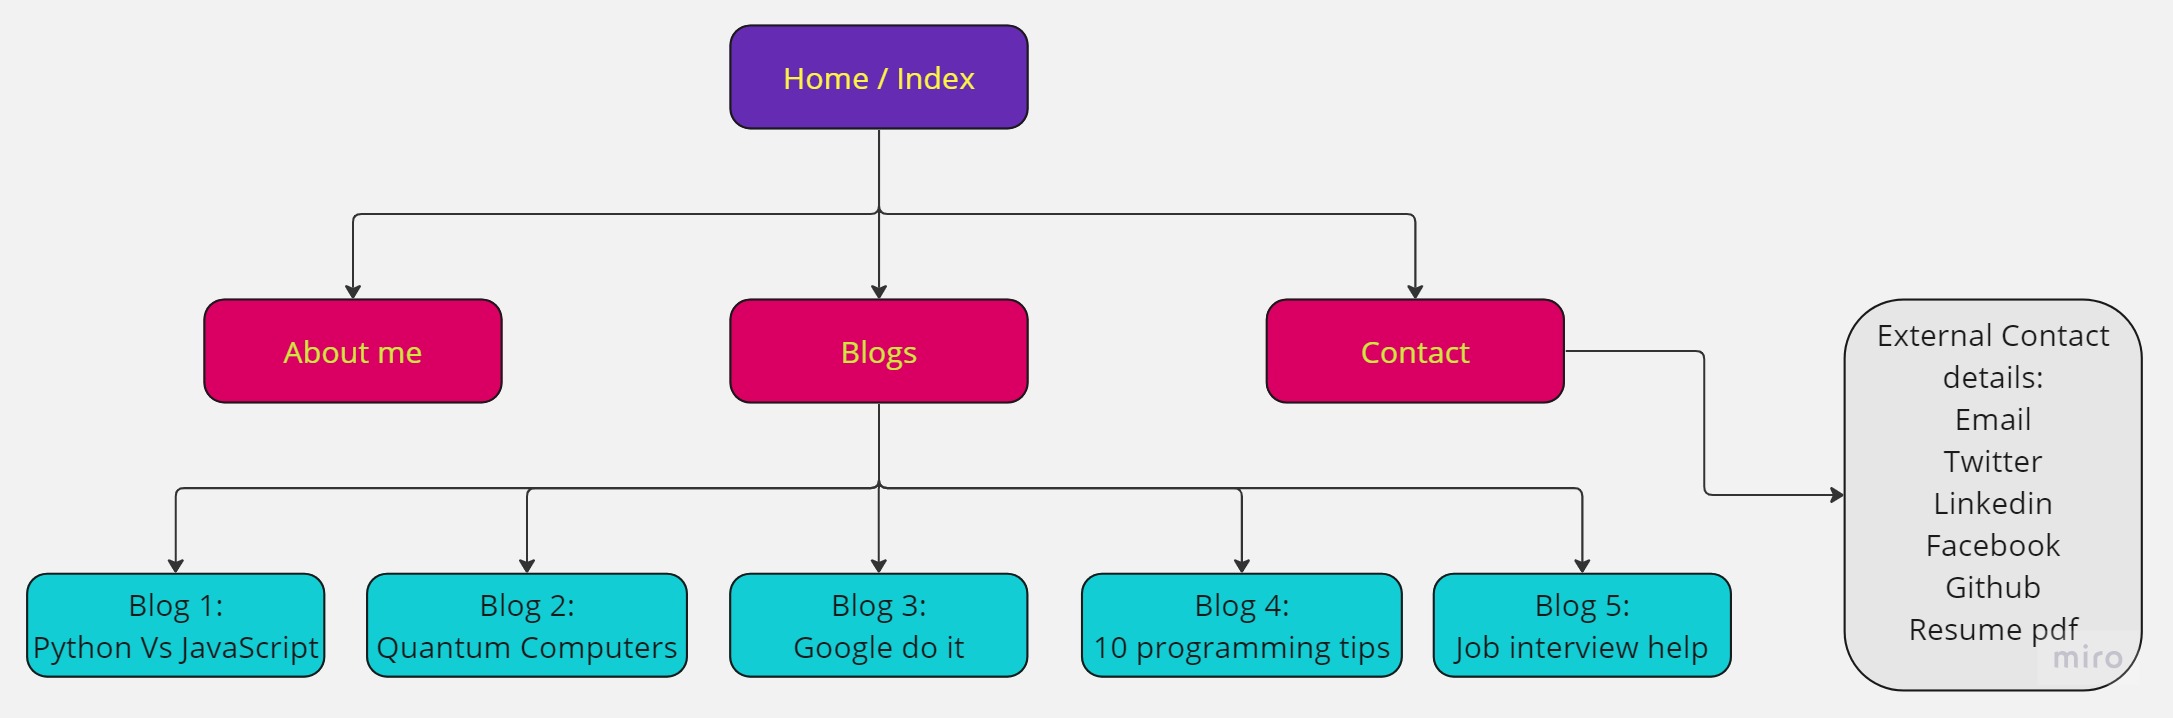 Home / Index
About me
Blogs
Contact
External Contact
details:
Email
Twitter
Linkedin
Facebook
Github
Resume pdf
Blog 1:
Python Vs JavaScript
Blog 2:
Quantum Computers
Blog 3:
Google do it
Blog 4:
10 programming tips
Blog 5:
Job interview help
miro